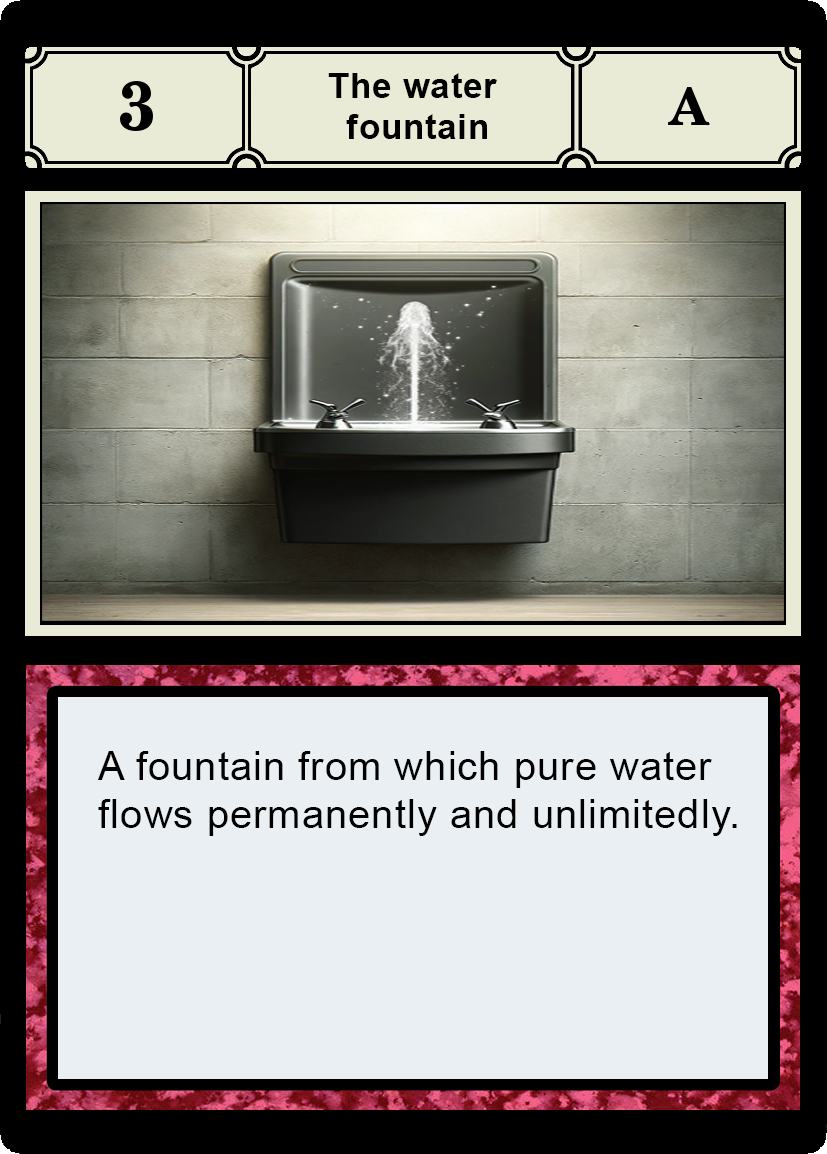 3
The water
fountain
A
A fountain from which pure water
flows permanently and unlimitedly.